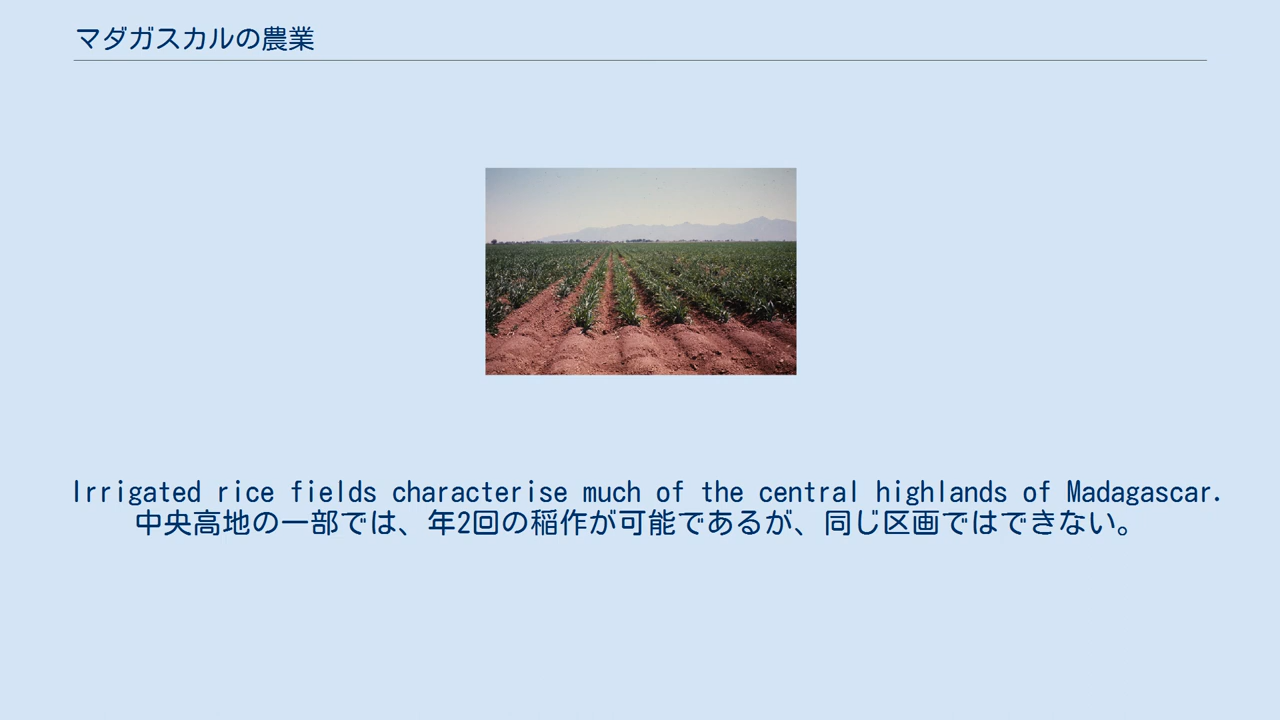 マダガスカルの農業
Irrigated rice fields characterise much of the central highlands of Madagascar.
中央高地の一部では、年2回の稲作が可能であるが、同じ区画ではできない。